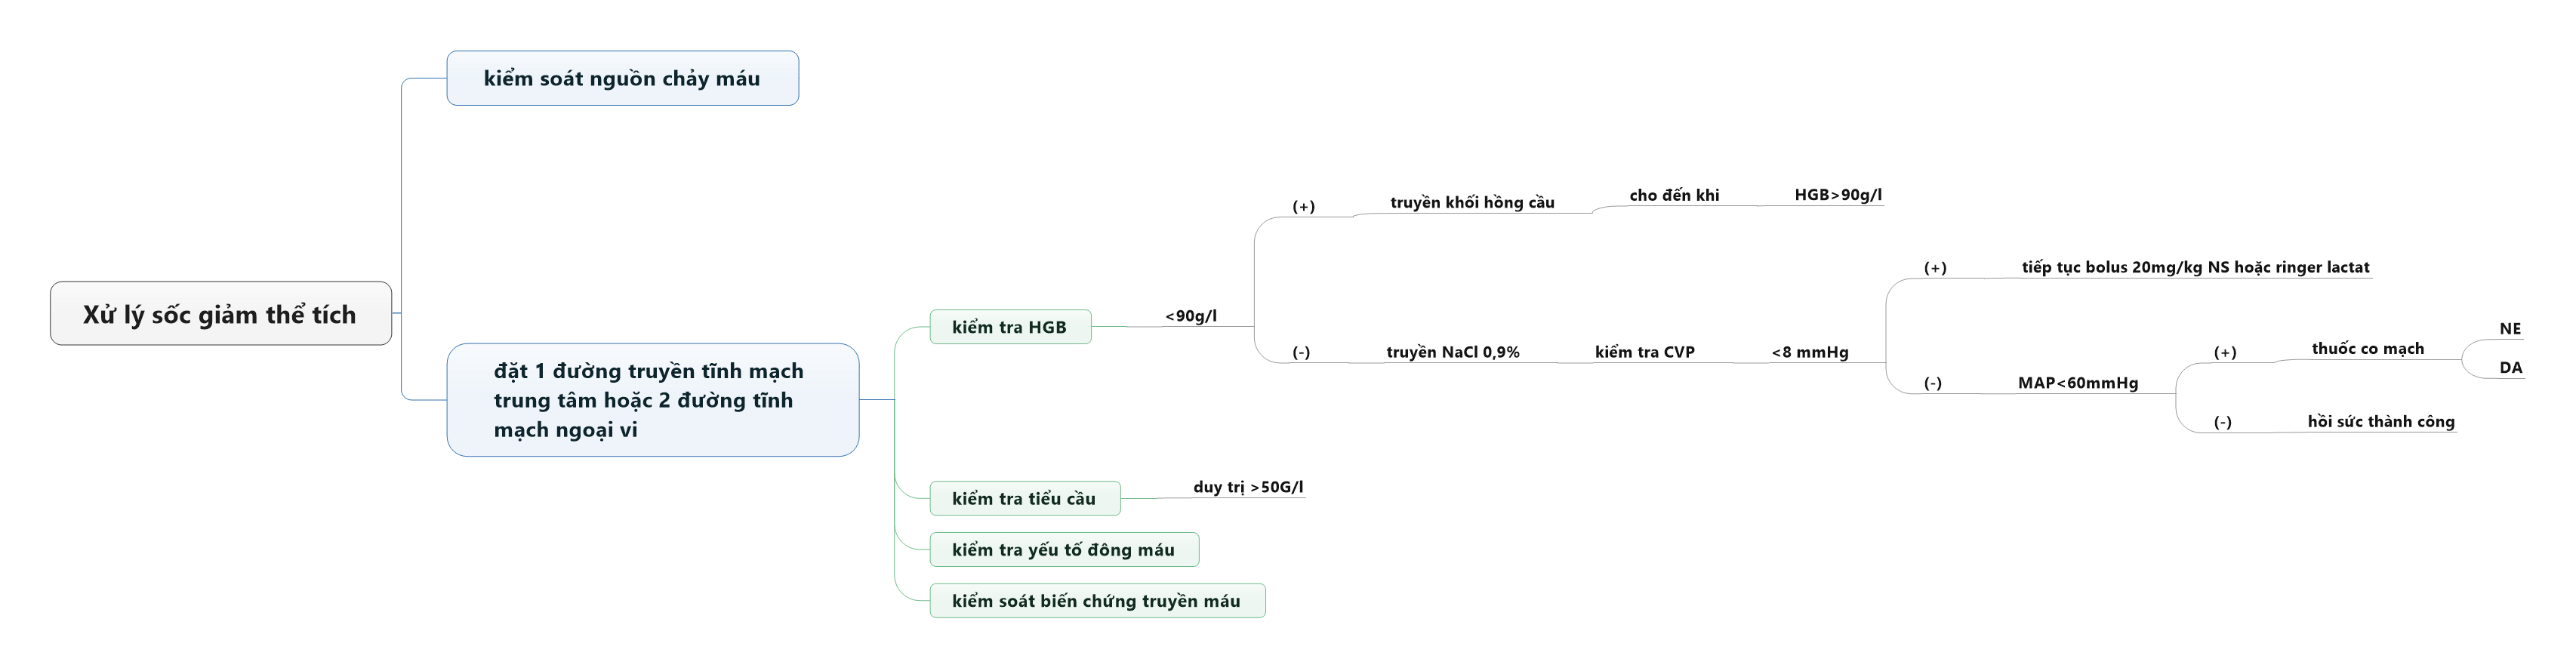 Xử lý sốc giảm thể tích
kiểm soát nguồn chảy máu
đặt 1 đường truyền tĩnh mạch
trung tâm hoặc 2 đường tĩnh
mạch ngoại vi
kiểm tra HGB
<90g/l
(+)
truyền khối hồng cầu
cho đến khi
HGB>90g/l
(-)
truyền NaCl 0,9%
kiểm tra CVP
<8 mmHg
(+)
tiếp tục bolus 20mg/kg NS hoặc ringer lactat
(-)
MAP<60mmHg
(+)
thuốc co mạch
NE
DA
(-)
hồi sức thành công
kiểm tra tiểu cầu
duy trị >50G/l
kiểm tra yếu tố đông máu
kiểm soát biến chứng truyền máu